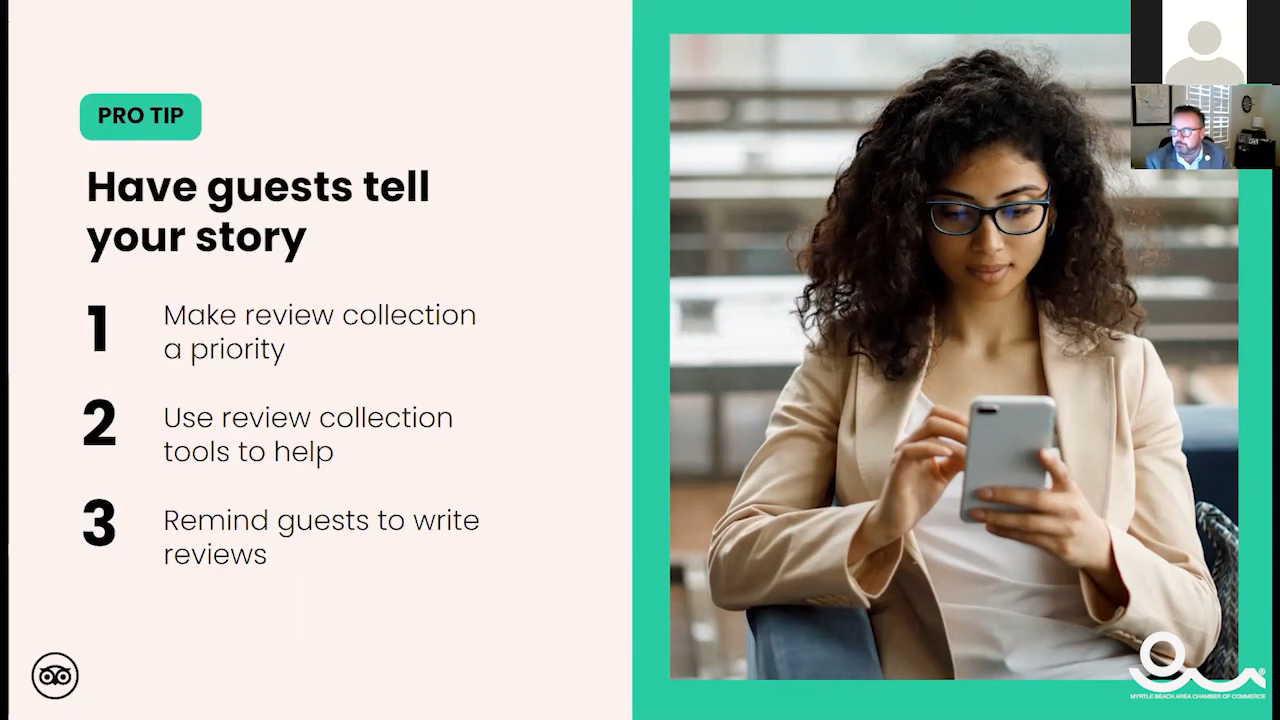 PRO TIP
Have guests tell
your story
1
Make review collection
a priority
2
Use review collection
tools to help
3
Remind guests to write
reviews
MYRTLE BEACH AREA CHAMBER OF COMMERCE
®